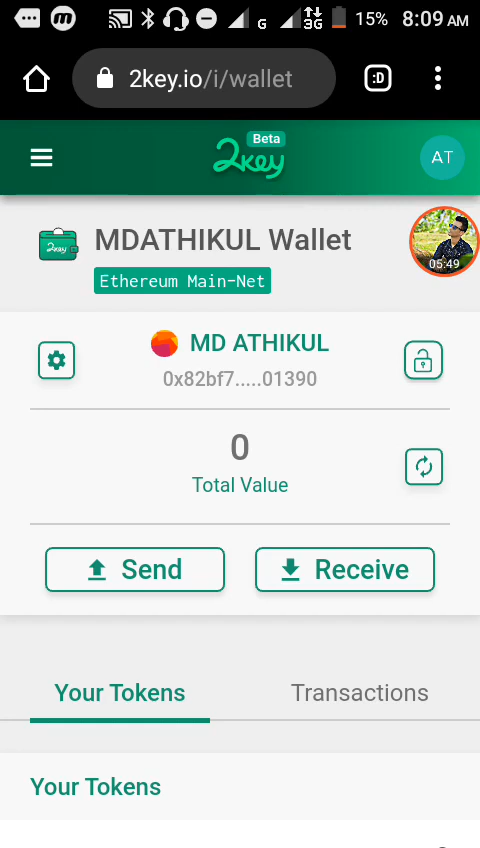 G 3G 15% 8:09 AM
2key.io/i/wallet :D
Beta
2key AT
MDATHIKUL Wallet
05:49
Ethereum Main-Net
MD ATHIKUL
0x82bf7.....01390
0
Total Value
Send Receive
Your Tokens Transactions
Your Tokens